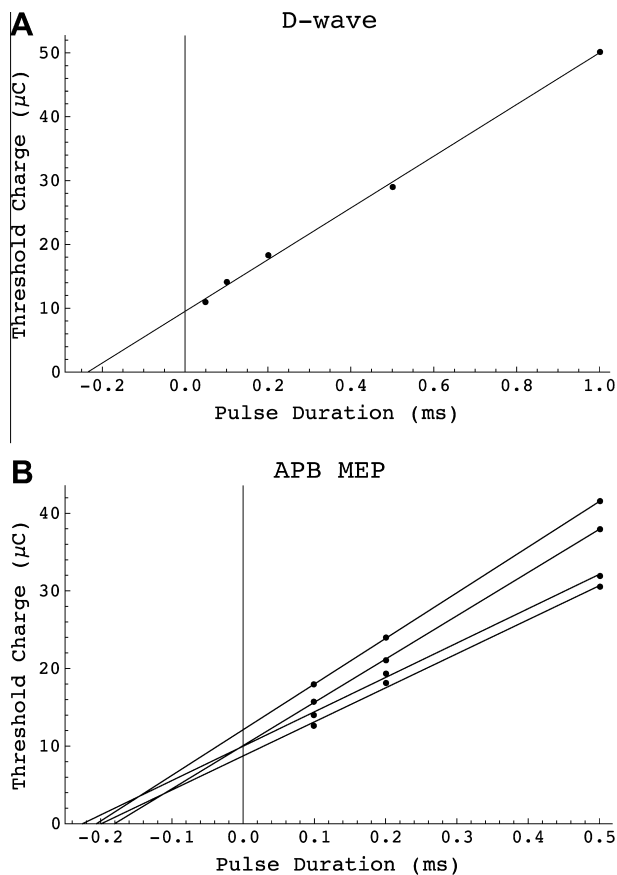 A
D-wave
Threshold Charge (μC)
50
40
30
20
10
0
-0.2 0.0 0.2 0.4 0.6 0.8 1.0
Pulse Duration (ms)
B
APB MEP
Threshold Charge (μC)
40
30
20
10
0
-0.2 -0.1 0.0 0.1 0.2 0.3 0.4 0.5
Pulse Duration (ms)